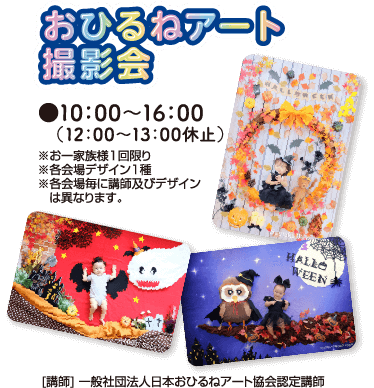 おひるねアート
撮影会
●10：00～16：00
（12：00～13：00休止）
※お一家族様1回限り
※各会場デザイン1種
※各会場毎に講師及びデザイン
は異なります。
HALLOWEEN
HALLO
WEEN
[講師] 一般社団法人日本おひるねアート協会認定講師